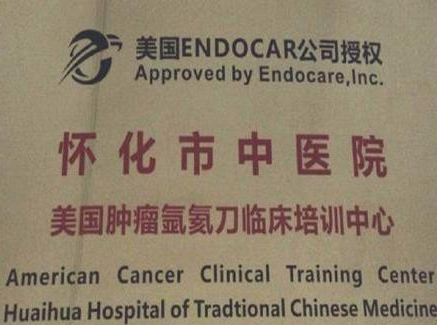 美国ENDOCAR公司授权
Approved by Endocare,Inc.
怀化市中医院
美国肿瘤氩氦刀临床培训中心
American Cancer Clinical Training Center
Huaihua Hospital of Tradtional Chinese Medicine